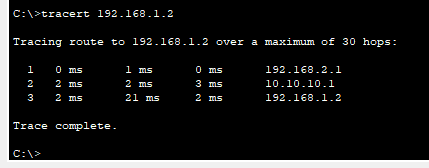 C:\>tracert 192.168.1.2
Tracing route to 192.168.1.2 over a maximum of 30 hops:
1 0 ms 1 ms 0 ms 192.168.2.1
2 2 ms 2 ms 3 ms 10.10.10.1
3 2 ms 21 ms 2 ms 192.168.1.2
Trace complete.
C:\>